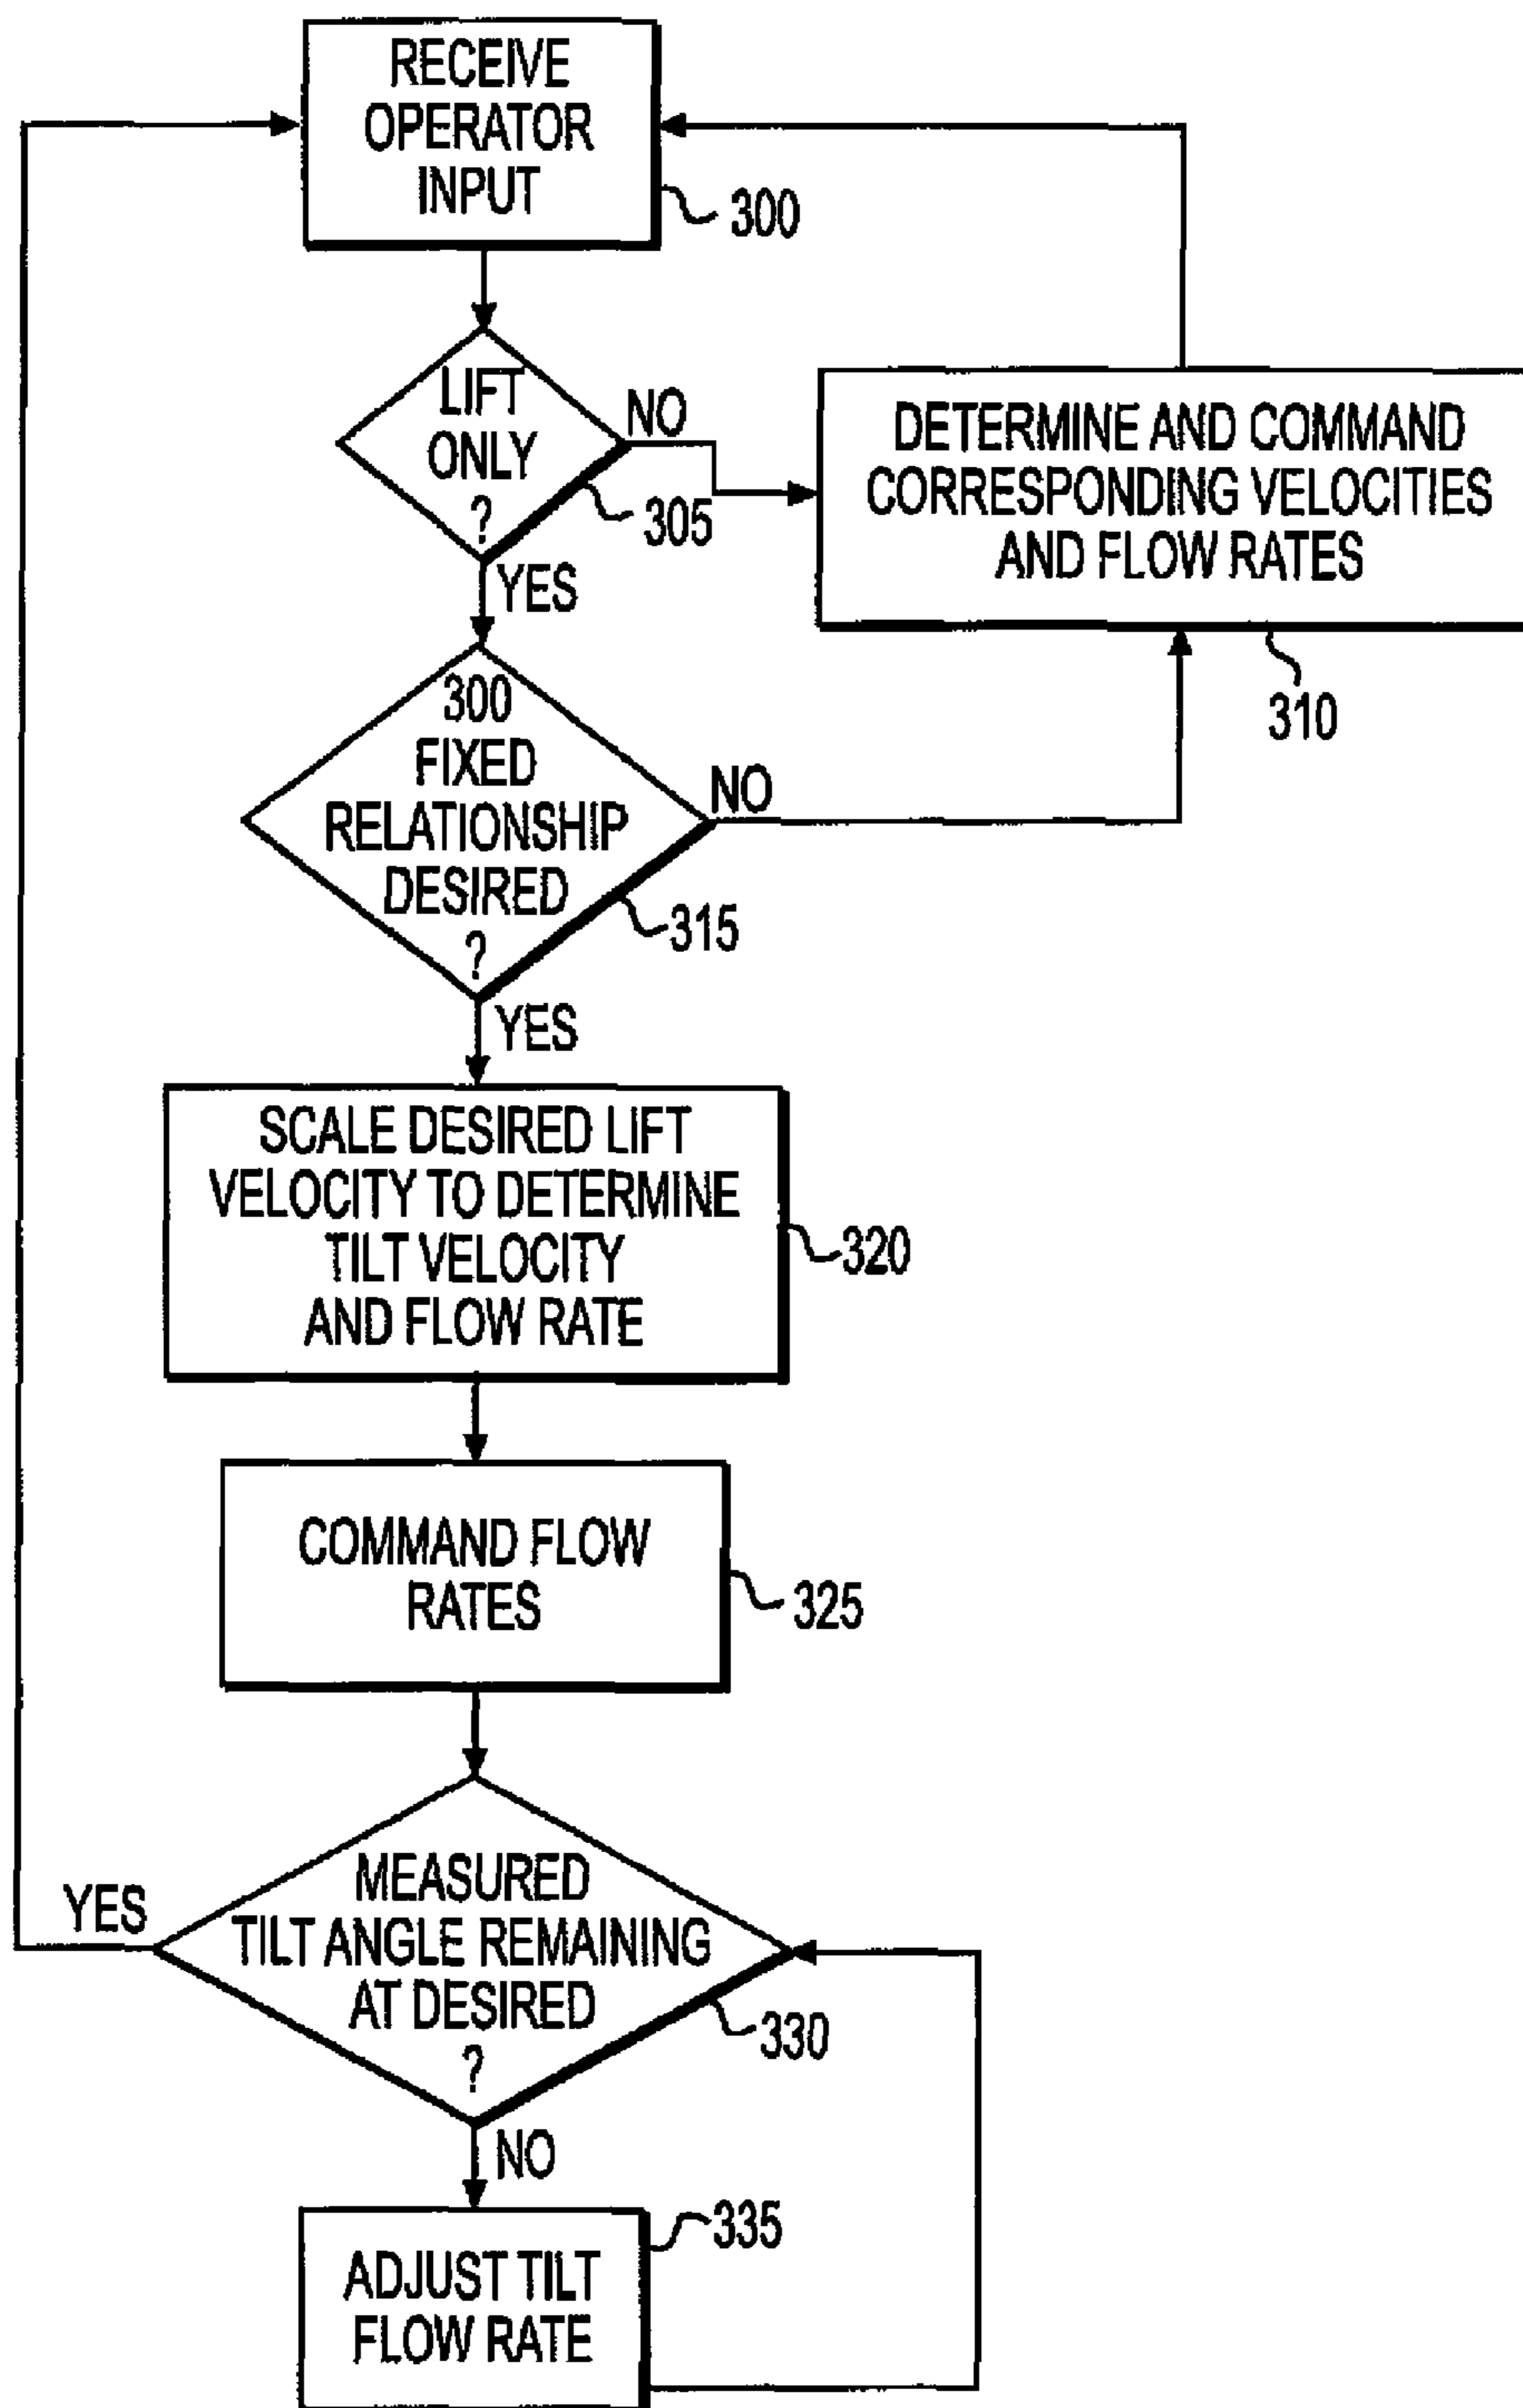 RECEIVE
OPERATOR
INPUT
300
LIFT
ONLY
?
NO
305
YES
DETERMINE AND COMMAND
CORRESPONDING VELOCITIES
AND FLOW RATES
310
300
FIXED
RELATIONSHIP
DESIRED
?
NO
315
YES
SCALE DESIRED LIFT
VELOCITY TO DETERMINE
TILT VELOCITY
AND FLOW RATE
320
COMMAND FLOW
RATES
325
MEASURED
TILT ANGLE REMAINING
AT DESIRED
?
YES
330
NO
335
ADJUST TILT
FLOW RATE